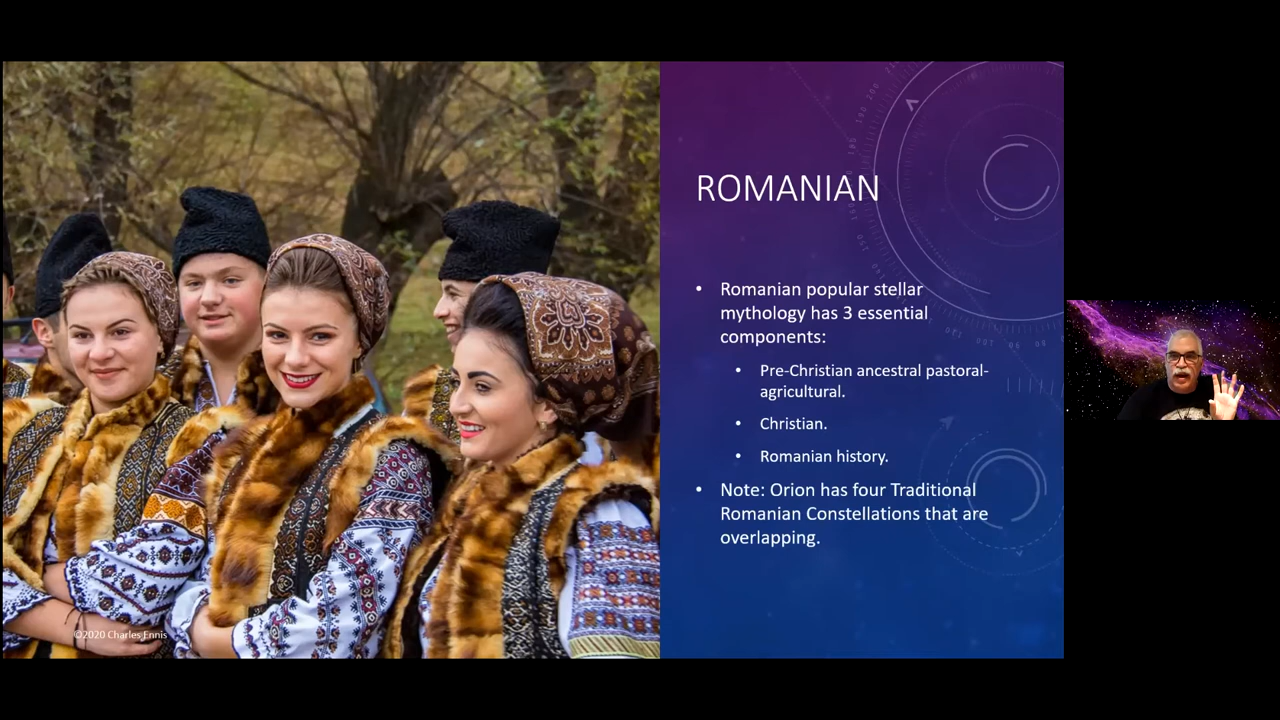 ROMANIAN
• Romanian popular stellar
mythology has 3 essential
components:
• Pre-Christian ancestral pastoral-
agricultural.
• Christian.
• Romanian history.
• Note: Orion has four Traditional
Romanian Constellations that are
overlapping.
©2020 Charles Ennis